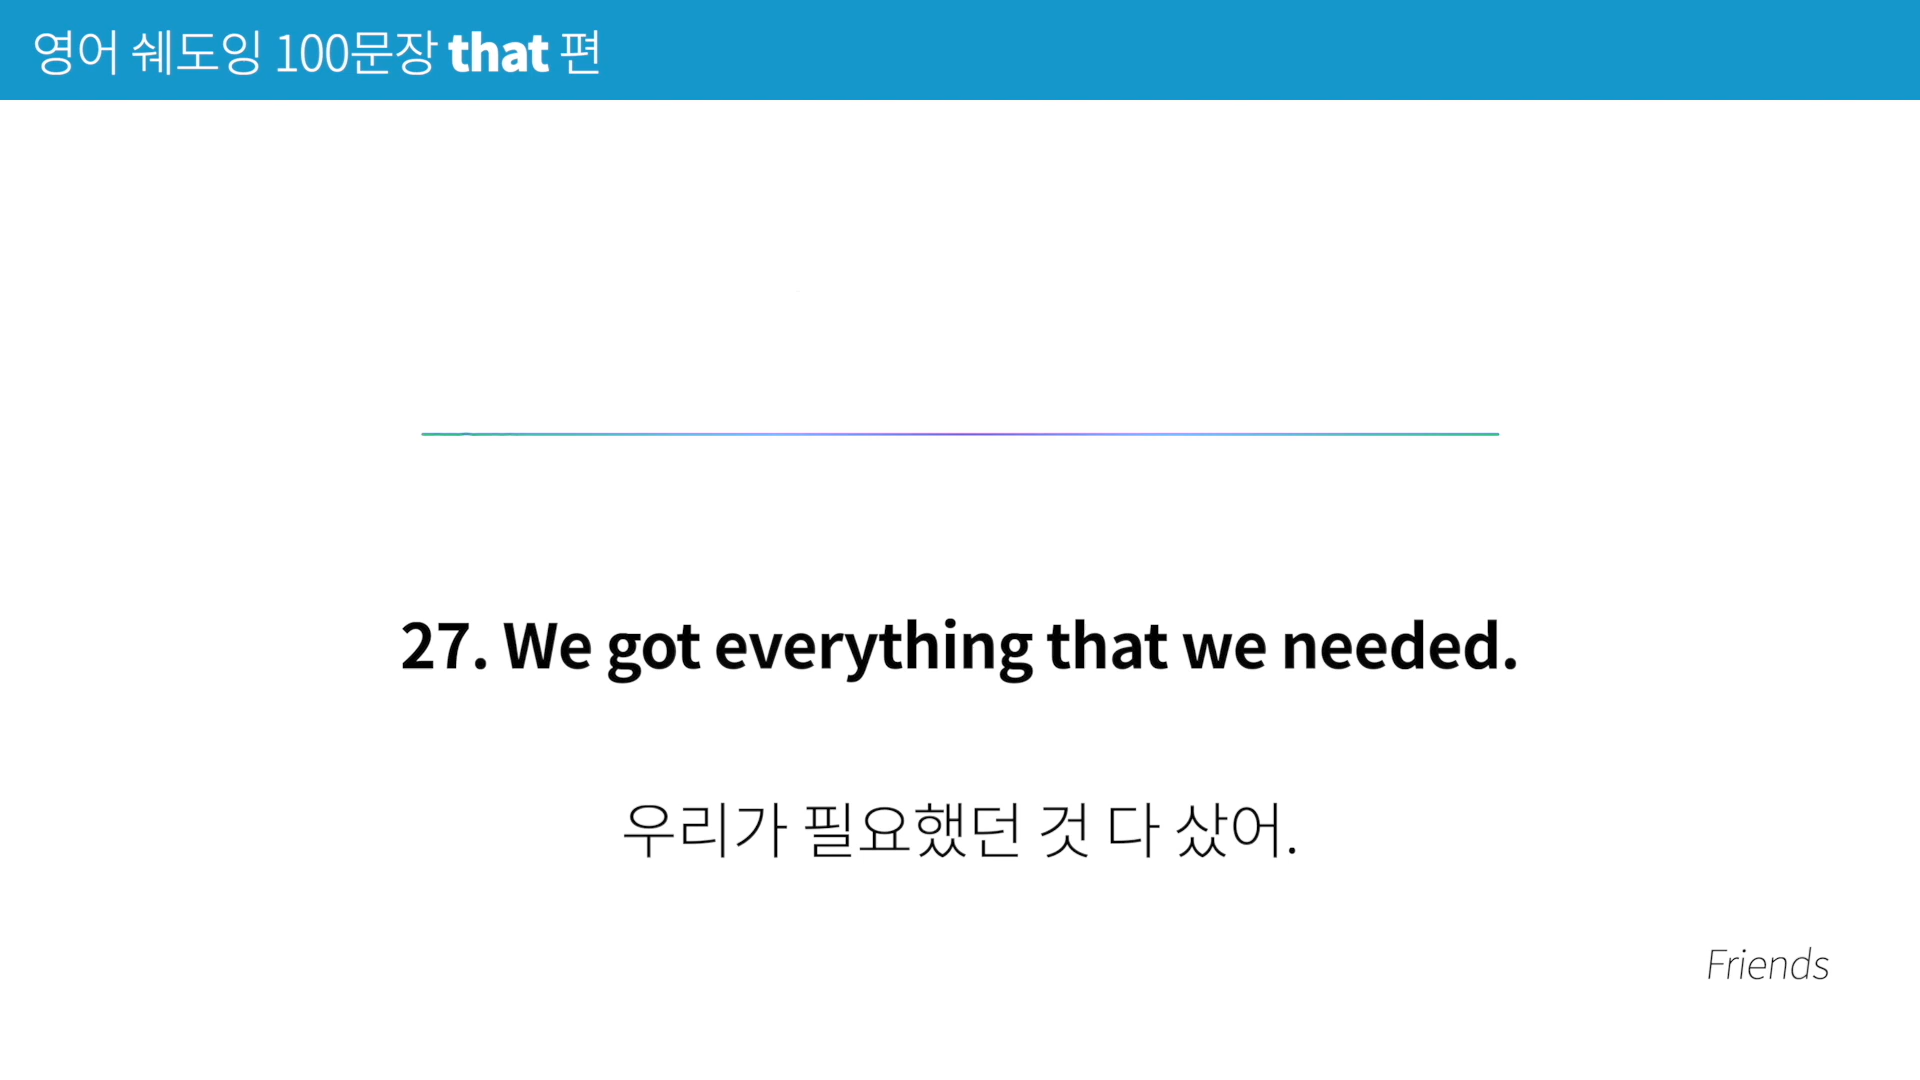 영어 쉐도잉 100문장 that 편
27. We got everything that we needed.
우리가 필요했던 것 다 샀어.
Friends